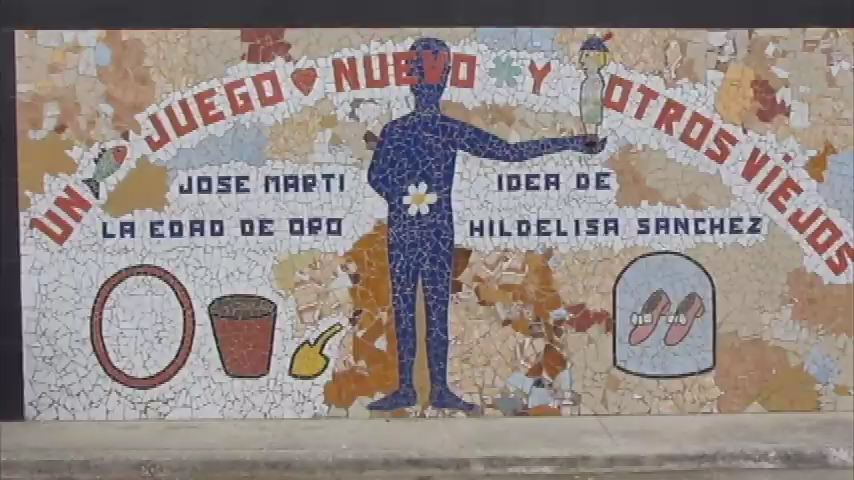 UN JUEGO NUEVO Y OTROS VIEJOS
JOSE MARTI
LA EDAD DE ORO
IDEA DE
HILDELISA SANCHEZ